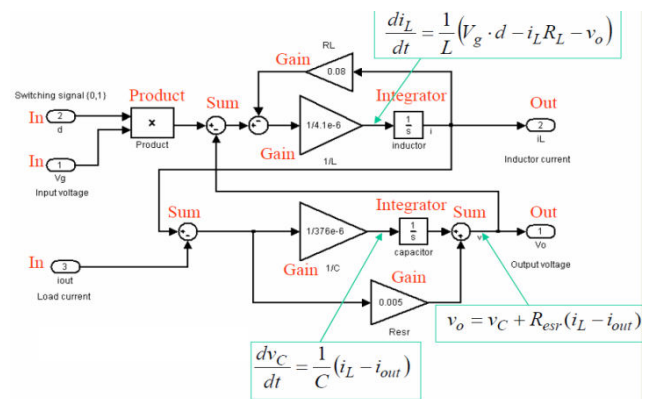 di_L/dt = 1/L (V_g · d − i_L R_L − v_o)
RL
Gain
0.08
Switching signal (0,1)
Product
Sum
Integrator
Out
In
2
d
×
Product
1/4.1e-6
1/s
inductor
i
2
iL
Inductor current
Gain
1/L
In
1
Vg
Input voltage
Sum
Integrator
Sum
Out
1/376e-6
1/s
capacitor
v
1
Vo
Output voltage
In
3
iout
Load current
Gain
1/C
Gain
0.005
Resr
v_o = v_C + R_esr (i_L − i_out)
dv_C/dt = 1/C (i_L − i_out)